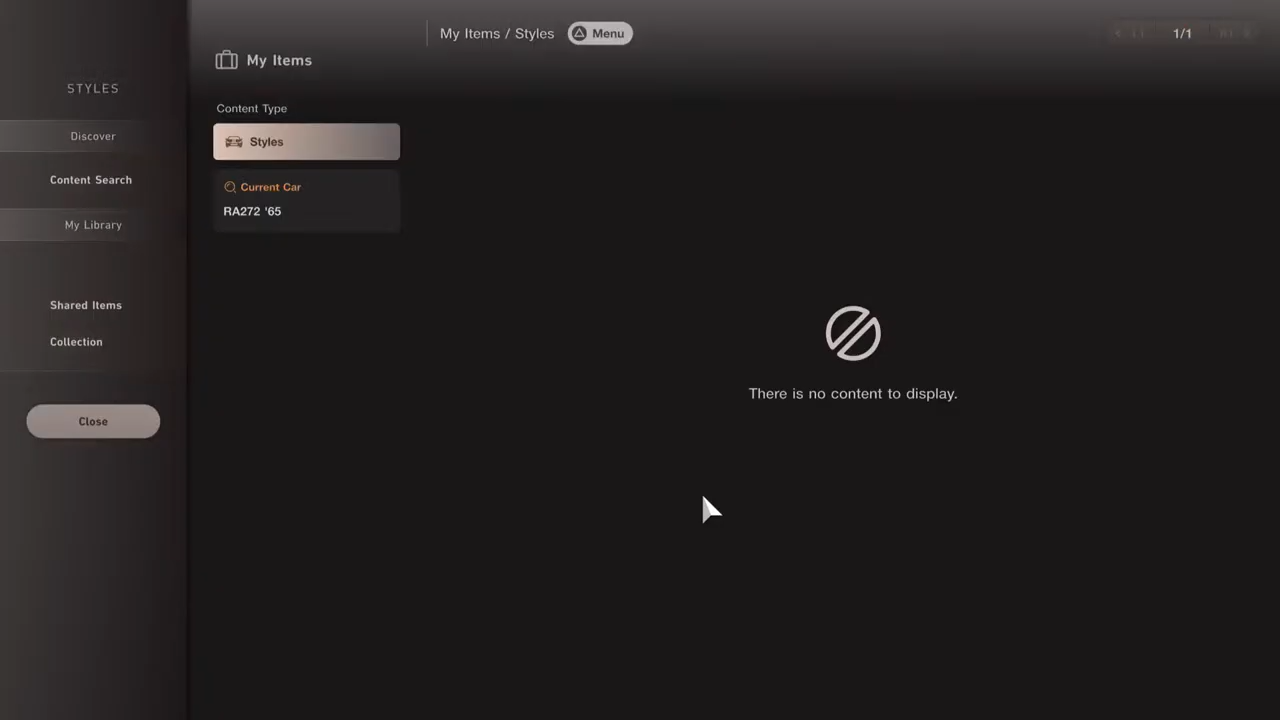 My Items / Styles
Menu
1/1
My Items
STYLES
Discover
Content Search
My Library
Shared Items
Collection
Close
Content Type
Styles
Current Car
RA272 '65
There is no content to display.